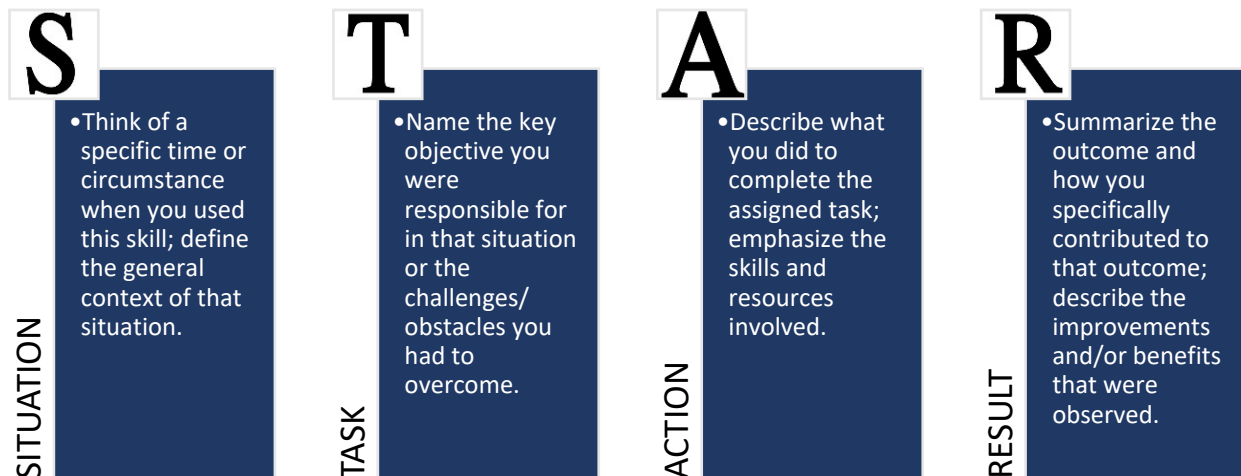 S
SITUATION
•Think of a
specific time or
circumstance
when you used
this skill; define
the general
context of that
situation.
T
TASK
•Name the key
objective you
were
responsible for
in that situation
or the
challenges/
obstacles you
had to
overcome.
A
ACTION
•Describe what
you did to
complete the
assigned task;
emphasize the
skills and
resources
involved.
R
RESULT
•Summarize the
outcome and
how you
specifically
contributed to
that outcome;
describe the
improvements
and/or benefits
that were
observed.